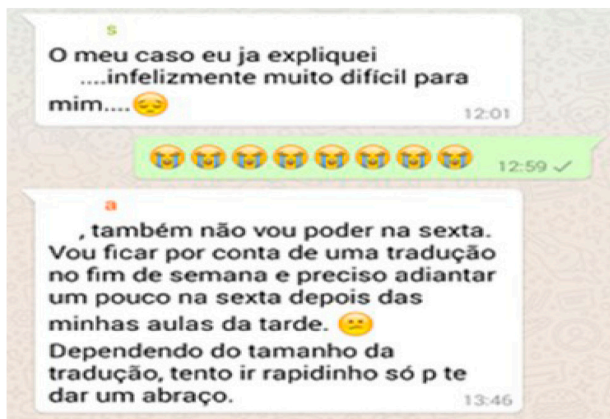 s
O meu caso eu ja expliquei
....infelizmente muito difícil para
mim....😔
12:01
😭😭😭😭😭😭😭😭 12:59 ✓
a
, também não vou poder na sexta.
Vou ficar por conta de uma tradução
no fim de semana e preciso adiantar
um pouco na sexta depois das
minhas aulas da tarde. 😕
Dependendo do tamanho da
tradução, tento ir rapidinho só p te
dar um abraço.
13:46